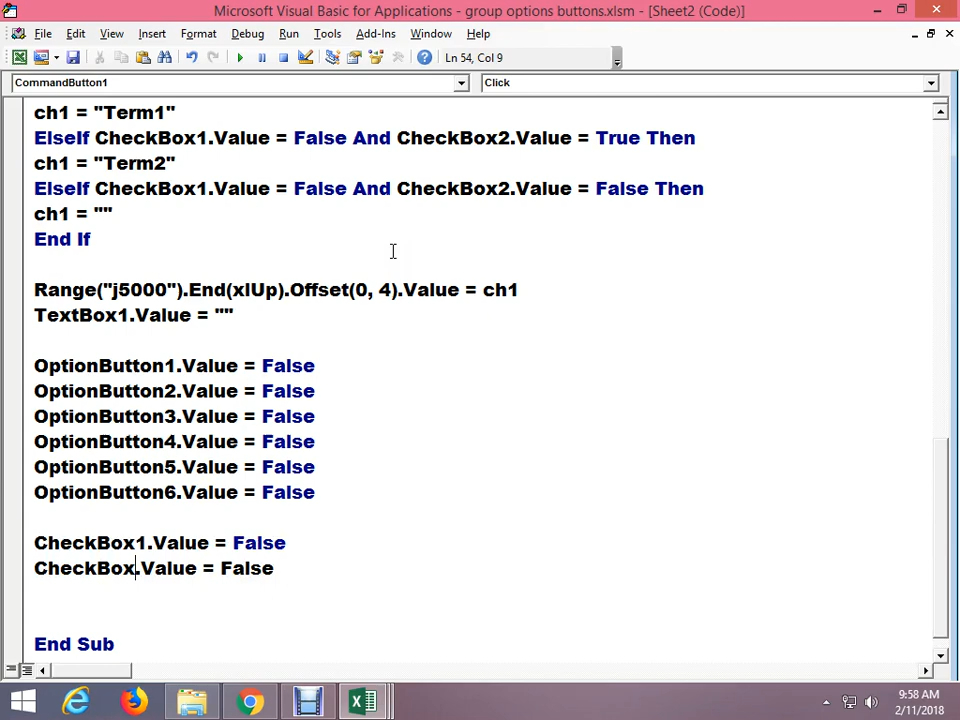 Microsoft Visual Basic for Applications - group options buttons.xlsm - [Sheet2 (Code)]
File Edit View Insert Format Debug Run Tools Add-Ins Window Help
Ln 54, Col 9
CommandButton1 Click
ch1 = "Term1"
ElseIf CheckBox1.Value = False And CheckBox2.Value = True Then
ch1 = "Term2"
ElseIf CheckBox1.Value = False And CheckBox2.Value = False Then
ch1 = ""
End If
Range("j5000").End(xlUp).Offset(0, 4).Value = ch1
TextBox1.Value = ""
OptionButton1.Value = False
OptionButton2.Value = False
OptionButton3.Value = False
OptionButton4.Value = False
OptionButton5.Value = False
OptionButton6.Value = False
CheckBox1.Value = False
CheckBox.Value = False
End Sub
9:58 AM
2/11/2018